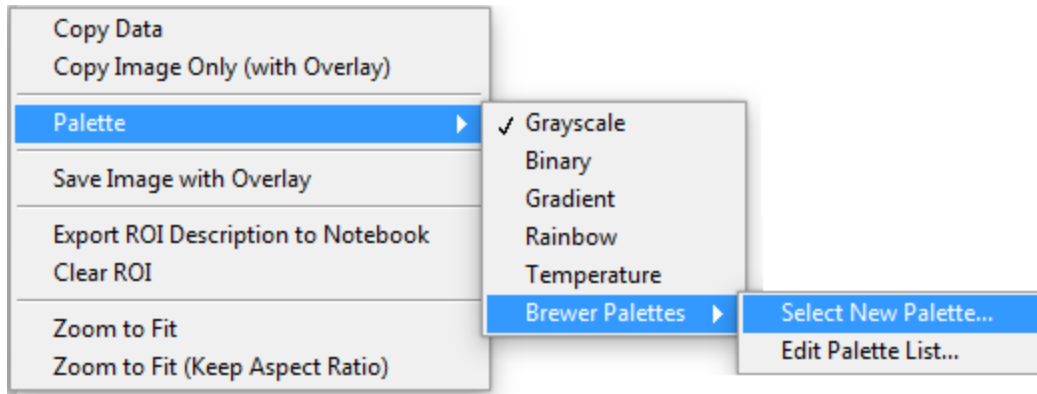 Copy Data
Copy Image Only (with Overlay)
Palette
Save Image with Overlay
Export ROI Description to Notebook
Clear ROI
Zoom to Fit
Zoom to Fit (Keep Aspect Ratio)
Grayscale
Binary
Gradient
Rainbow
Temperature
Brewer Palettes
Select New Palette...
Edit Palette List...